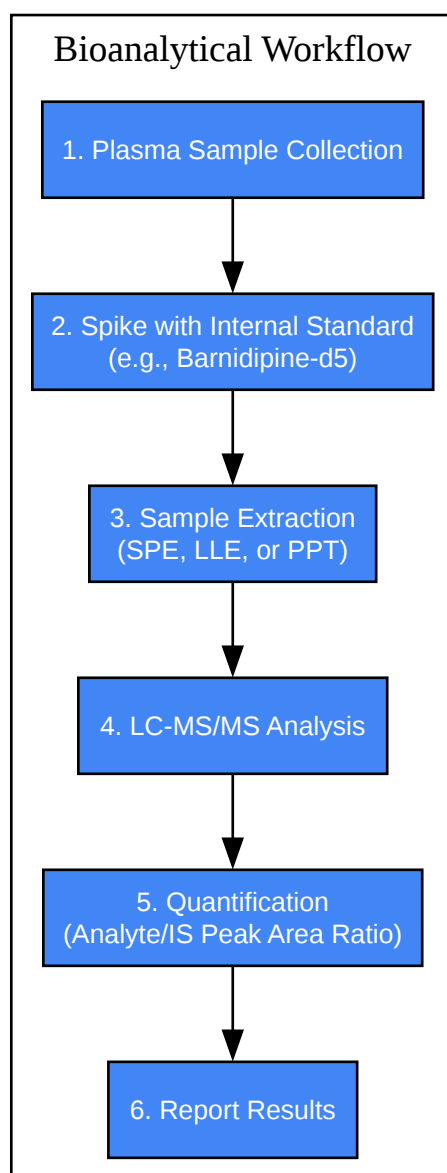 Bioanalytical Workflow
1. Plasma Sample Collection
2. Spike with Internal Standard
(e.g., Barnidipine-d5)
3. Sample Extraction
(SPE, LLE, or PPT)
4. LC-MS/MS Analysis
5. Quantification
(Analyte/IS Peak Area Ratio)
6. Report Results